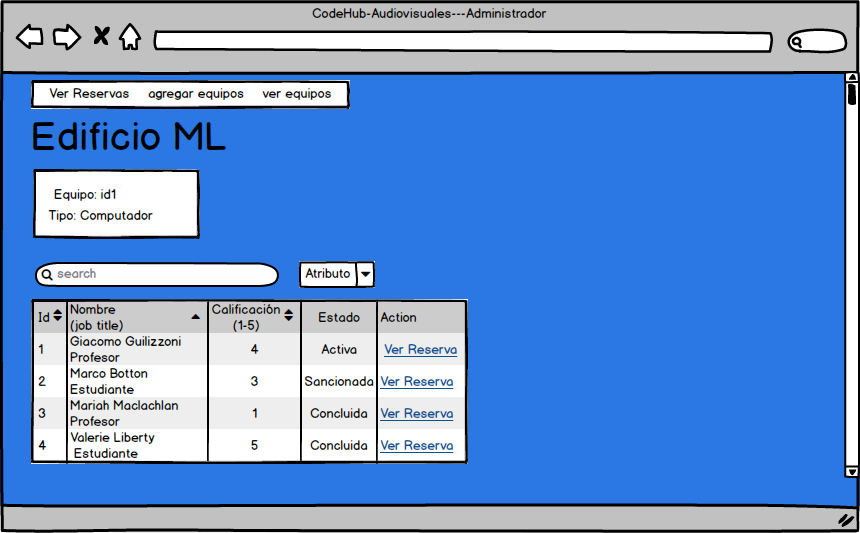 CodeHub-Audiovisuales---Administrador
Ver Reservas agregar equipos ver equipos
Edificio ML
Equipo: id1
Tipo: Computador
search
Atributo
Id Nombre (job title) Calificación (1-5) Estado Action
1 Giacomo Guilizzoni Profesor 4 Activa Ver Reserva
2 Marco Botton Estudiante 3 Sancionada Ver Reserva
3 Mariah Maclachlan Profesor 1 Concluida Ver Reserva
4 Valerie Liberty Estudiante 5 Concluida Ver Reserva